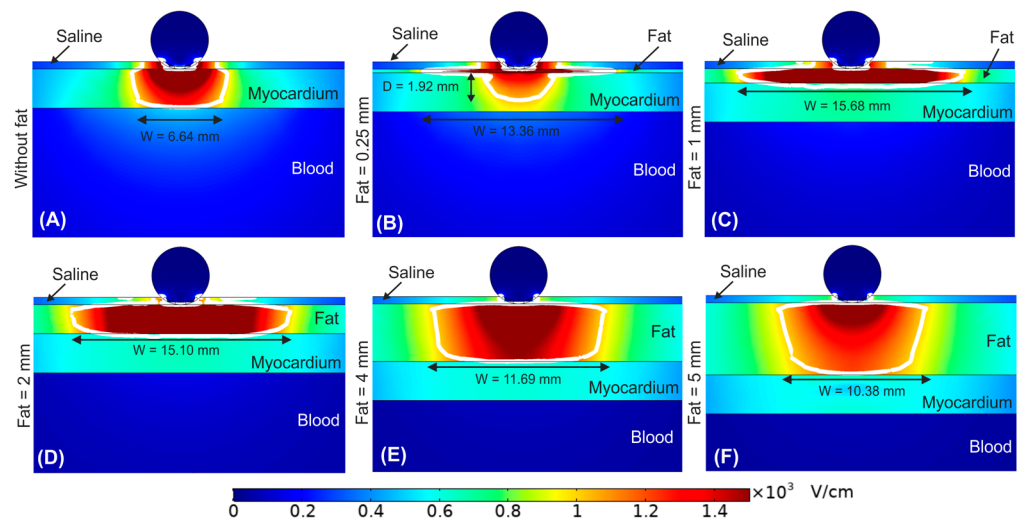 Saline
Without fat
Myocardium
W = 6.64 mm
Blood
(A)
Saline
Fat
Fat = 0.25 mm
D = 1.92 mm
Myocardium
W = 13.36 mm
Blood
(B)
Saline
Fat
Fat = 1 mm
W = 15.68 mm
Myocardium
Blood
(C)
Saline
Fat = 2 mm
Fat
W = 15.10 mm
Myocardium
Blood
(D)
Saline
Fat = 4 mm
Fat
W = 11.69 mm
Myocardium
Blood
(E)
Saline
Fat = 5 mm
Fat
W = 10.38 mm
Myocardium
Blood
(F)
×10³ V/cm
0 0.2 0.4 0.6 0.8 1 1.2 1.4